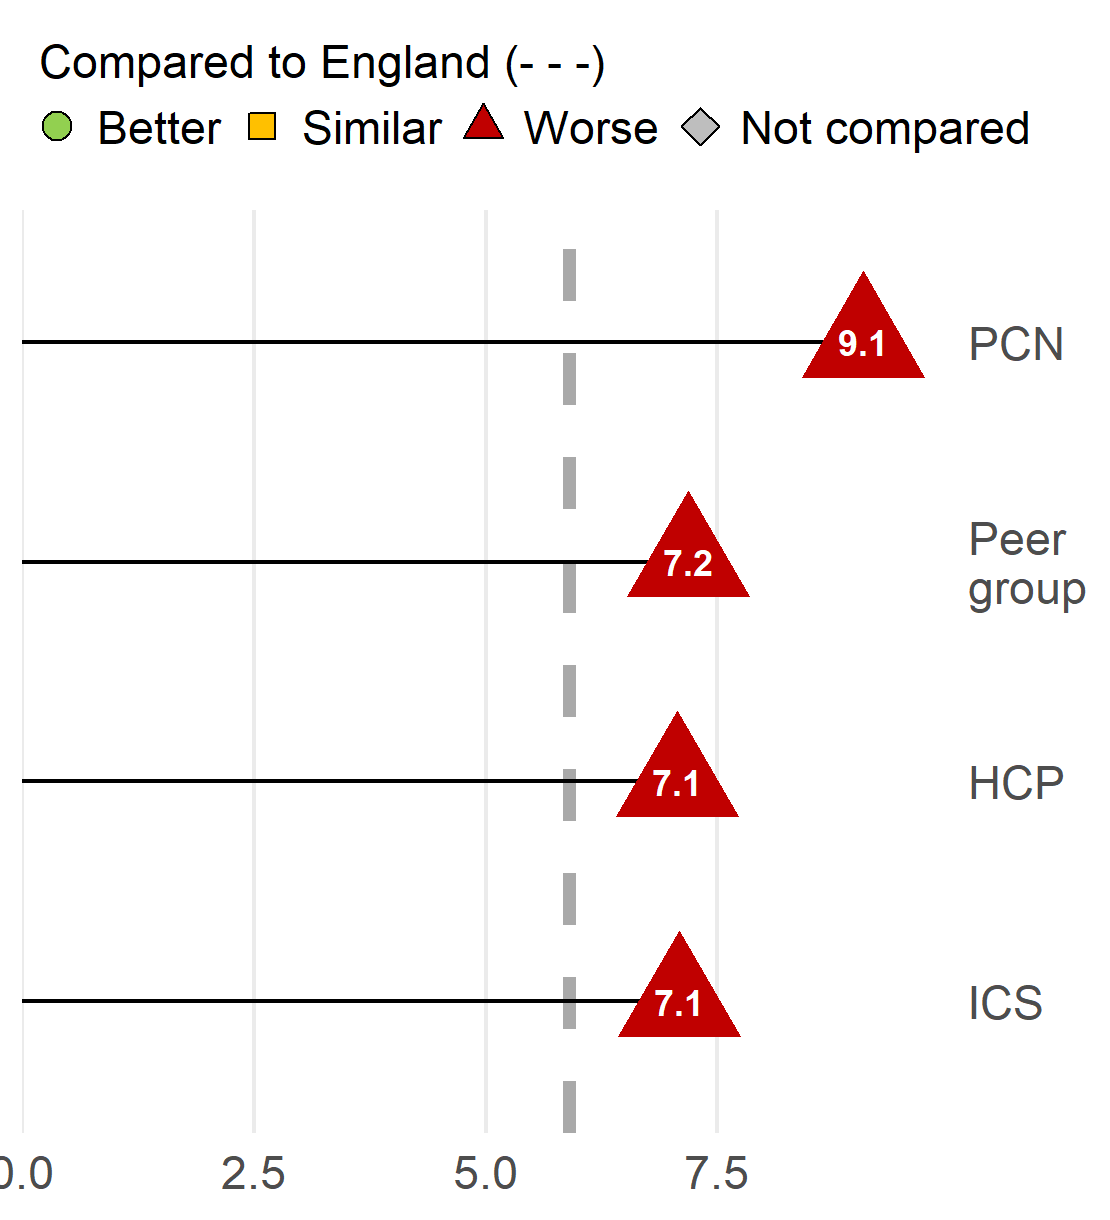 Compared to England (- - -)
Better Similar Worse Not compared
9.1 PCN
Peer
7.2 group
7.1 HCP
7.1 ICS
0.0 2.5 5.0 7.5